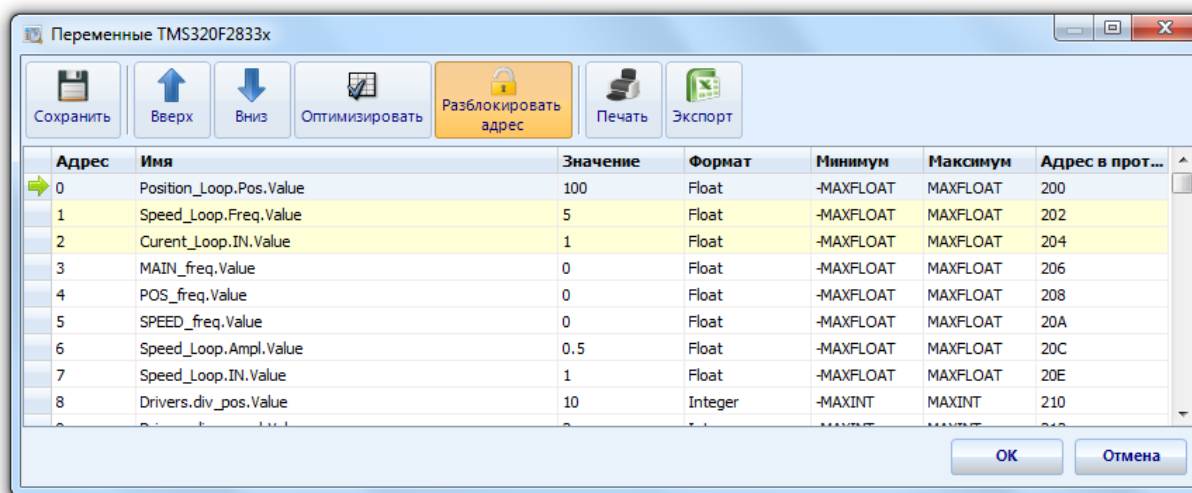 Переменные TMS320F2833x
Сохранить Вверх Вниз Оптимизировать Разблокировать адрес Печать Экспорт
Адрес Имя Значение Формат Минимум Максимум Адрес в прот...
0 Position_Loop.Pos.Value 100 Float -MAXFLOAT MAXFLOAT 200
1 Speed_Loop.Freq.Value 5 Float -MAXFLOAT MAXFLOAT 202
2 Curent_Loop.IN.Value 1 Float -MAXFLOAT MAXFLOAT 204
3 MAIN_freq.Value 0 Float -MAXFLOAT MAXFLOAT 206
4 POS_freq.Value 0 Float -MAXFLOAT MAXFLOAT 208
5 SPEED_freq.Value 0 Float -MAXFLOAT MAXFLOAT 20A
6 Speed_Loop.Ampl.Value 0.5 Float -MAXFLOAT MAXFLOAT 20C
7 Speed_Loop.IN.Value 1 Float -MAXFLOAT MAXFLOAT 20E
8 Drivers.div_pos.Value 10 Integer -MAXINT MAXINT 210
ОК Отмена